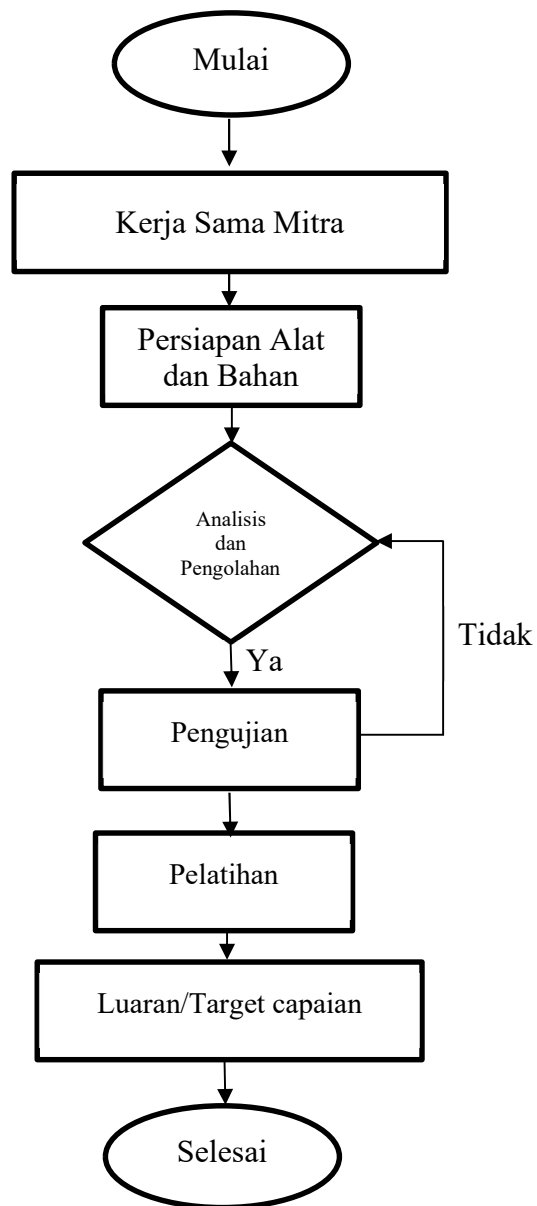 Mulai
Kerja Sama Mitra
Persiapan Alat
dan Bahan
Analisis
dan
Pengolahan
Tidak
Ya
Pengujian
Pelatihan
Luaran/Target capaian
Selesai